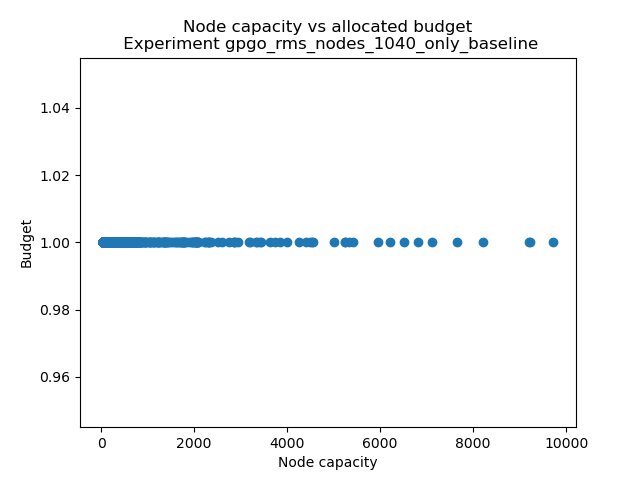 Node capacity vs allocated budget
Experiment gpgo_rms_nodes_1040_only_baseline
1.04
1.02
1.00
0.98
0.96
Budget
0
2000
4000
6000
8000
10000
Node capacity